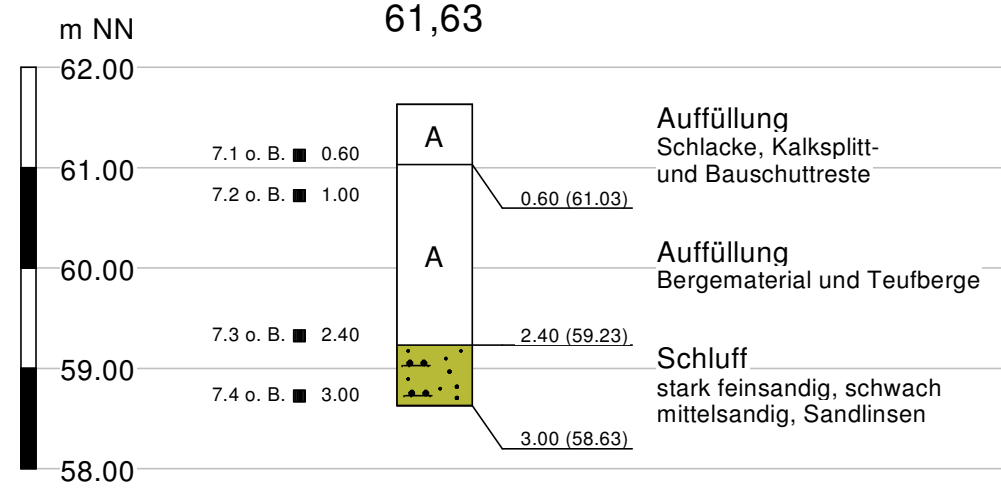 m NN
61,63
62.00
Auffüllung
Schlacke, Kalksplitt-
und Bauschuttreste
A
7.1 o. B. 0.60
61.00
7.2 o. B. 1.00
0.60 (61.03)
A
Auffüllung
Bergematerial und Teufberge
60.00
7.3 o. B. 2.40
2.40 (59.23)
59.00
Schluff
stark feinsandig, schwach
mittelsandig, Sandlinsen
7.4 o. B. 3.00
3.00 (58.63)
58.00